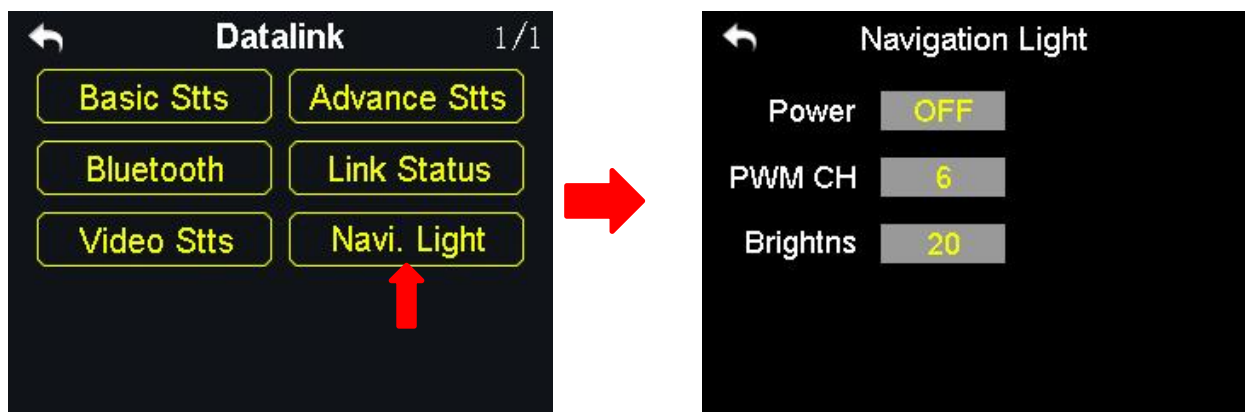 Datalink 1/1
Basic Stts Advance Stts
Bluetooth Link Status
Video Stts Navi. Light
Navigation Light
Power OFF
PWM CH 6
Brightns 20